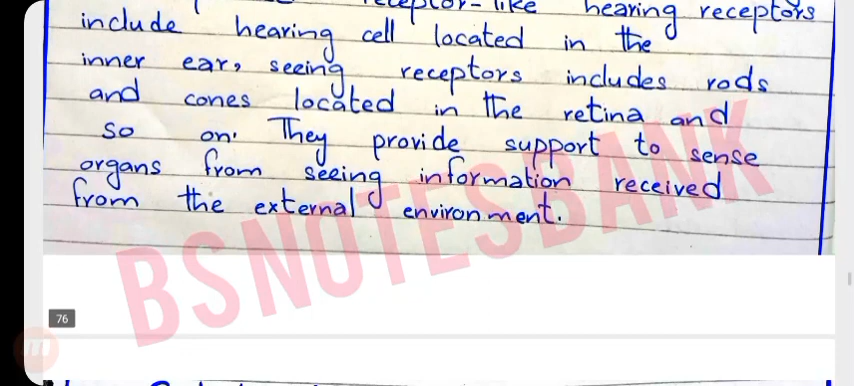 receptor-like hearing receptors
include hearing cell located in the
inner ear, seeing receptors includes rods
and cones located in the retina and
so on. They provide support to sense
organs from seeing information received
from the external environment.
BSNOTESBANK
76